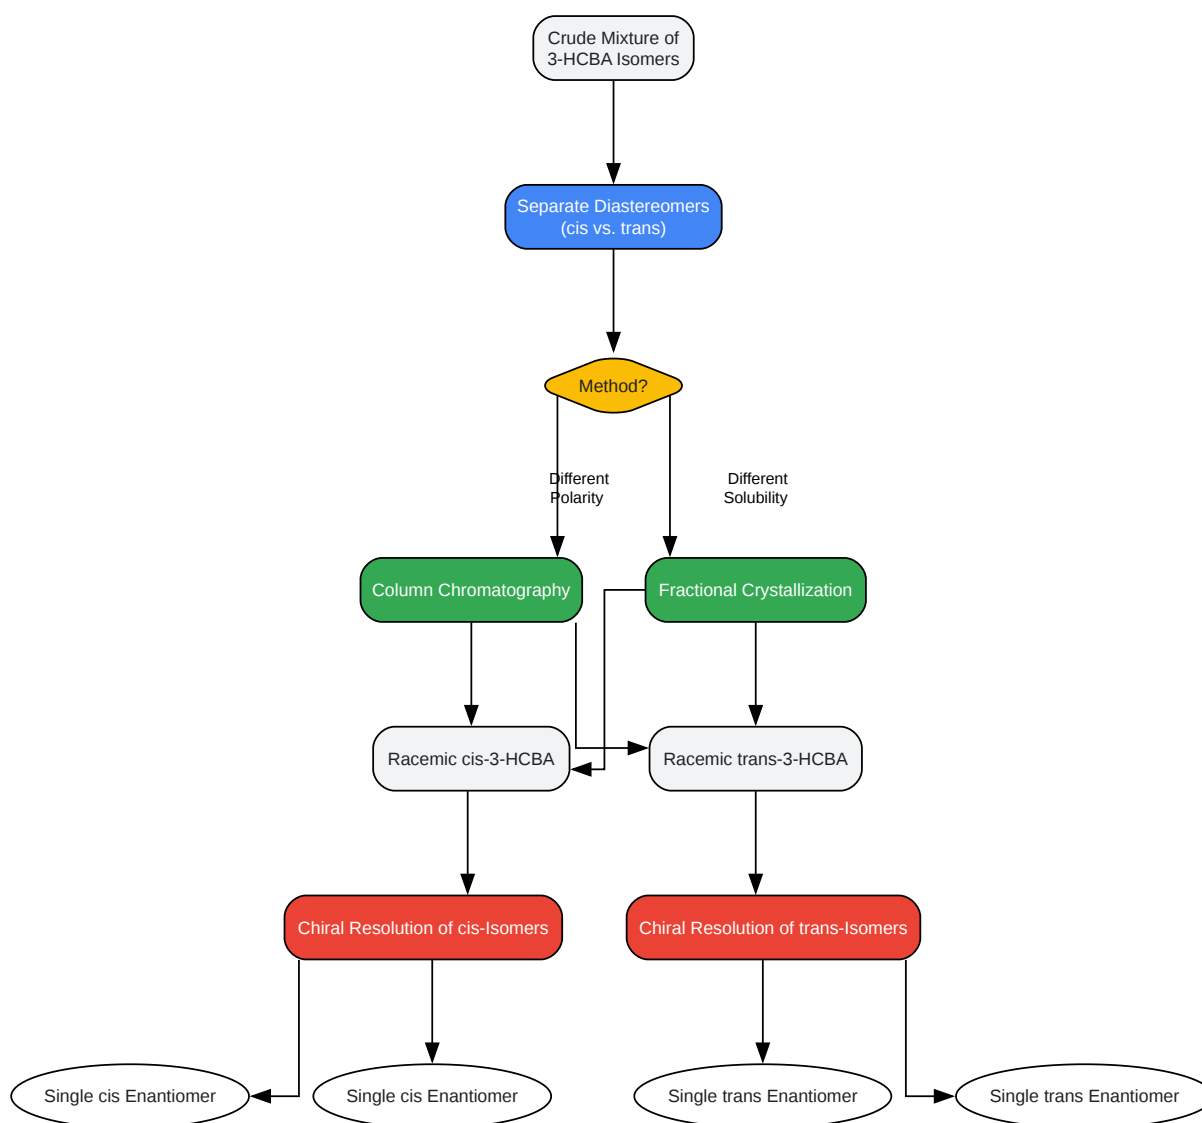 Crude Mixture of
3-HCBA Isomers
Separate Diastereomers
(cis vs. trans)
Method?
Different
Polarity
Different
Solubility
Column Chromatography
Fractional Crystallization
Racemic cis-3-HCBA
Racemic trans-3-HCBA
Chiral Resolution of cis-Isomers
Chiral Resolution of trans-Isomers
Single cis Enantiomer
Single cis Enantiomer
Single trans Enantiomer
Single trans Enantiomer